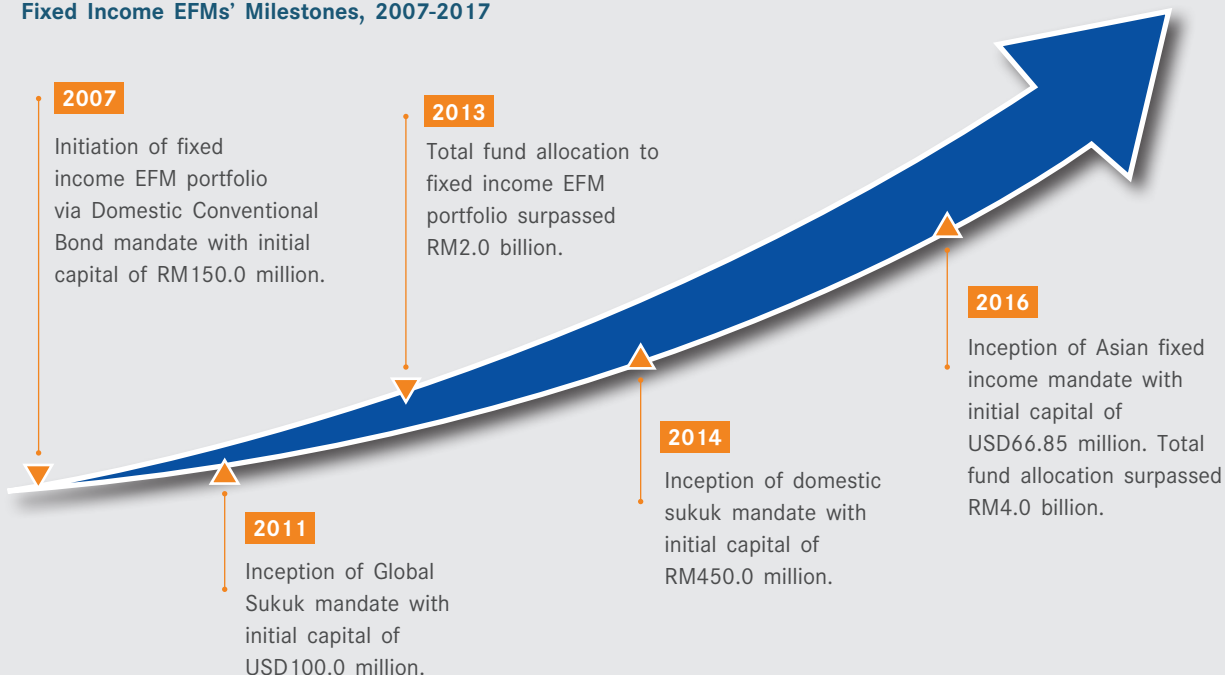 Fixed Income EFMs' Milestones, 2007-2017
2007
Initiation of fixed
income EFM portfolio
via Domestic Conventional
Bond mandate with initial
capital of RM150.0 million.
2011
Inception of Global
Sukuk mandate with
initial capital of
USD100.0 million.
2013
Total fund allocation to
fixed income EFM
portfolio surpassed
RM2.0 billion.
2014
Inception of domestic
sukuk mandate with
initial capital of
RM450.0 million.
2016
Inception of Asian fixed
income mandate with
initial capital of
USD66.85 million. Total
fund allocation surpassed
RM4.0 billion.